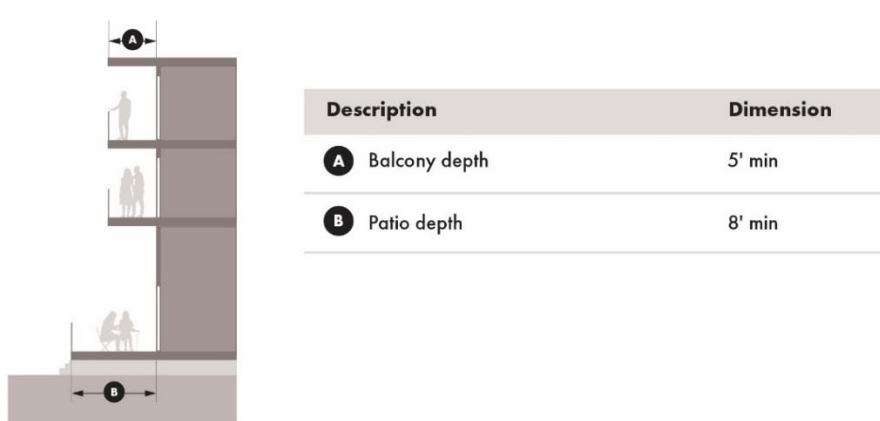 A
B
Description Dimension
A Balcony depth 5' min
B Patio depth 8' min